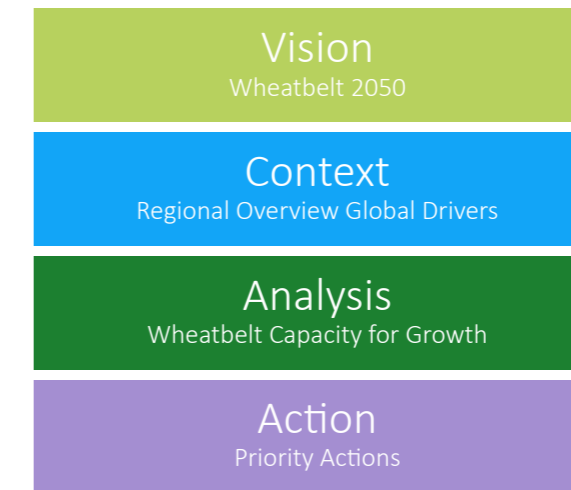 Vision
Wheatbelt 2050
Context
Regional Overview Global Drivers
Analysis
Wheatbelt Capacity for Growth
Action
Priority Actions